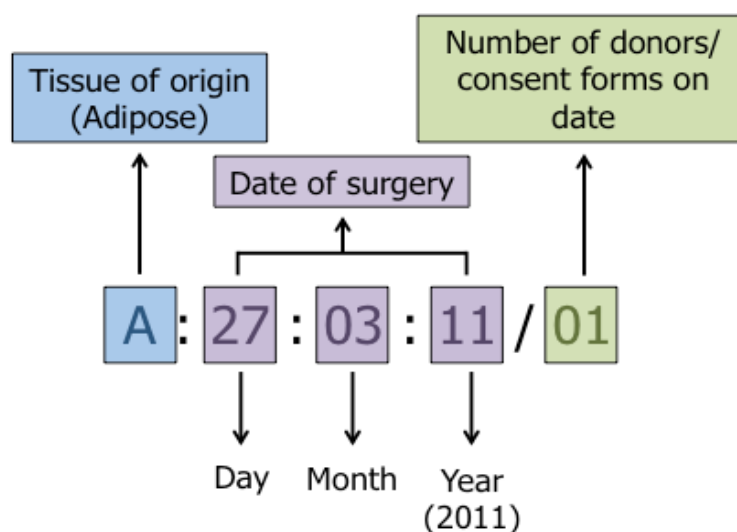 Tissue of origin
(Adipose)
Number of donors/
consent forms on
date
Date of surgery
A : 27 : 03 : 11 / 01
Day
Month
Year
(2011)